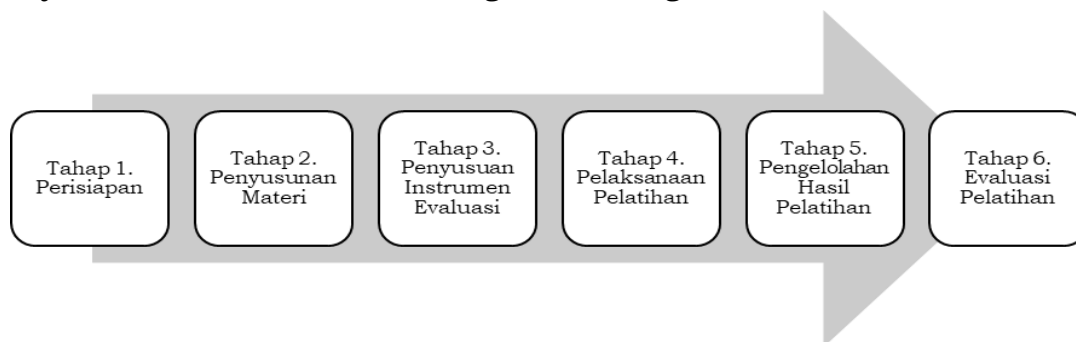 Tahap 1.
Perisiapan
Tahap 2.
Penyusunan
Materi
Tahap 3.
Penyusuan
Instrumen
Evaluasi
Tahap 4.
Pelaksanaan
Pelatihan
Tahap 5.
Pengelolahan
Hasil
Pelatihan
Tahap 6.
Evaluasi
Pelatihan